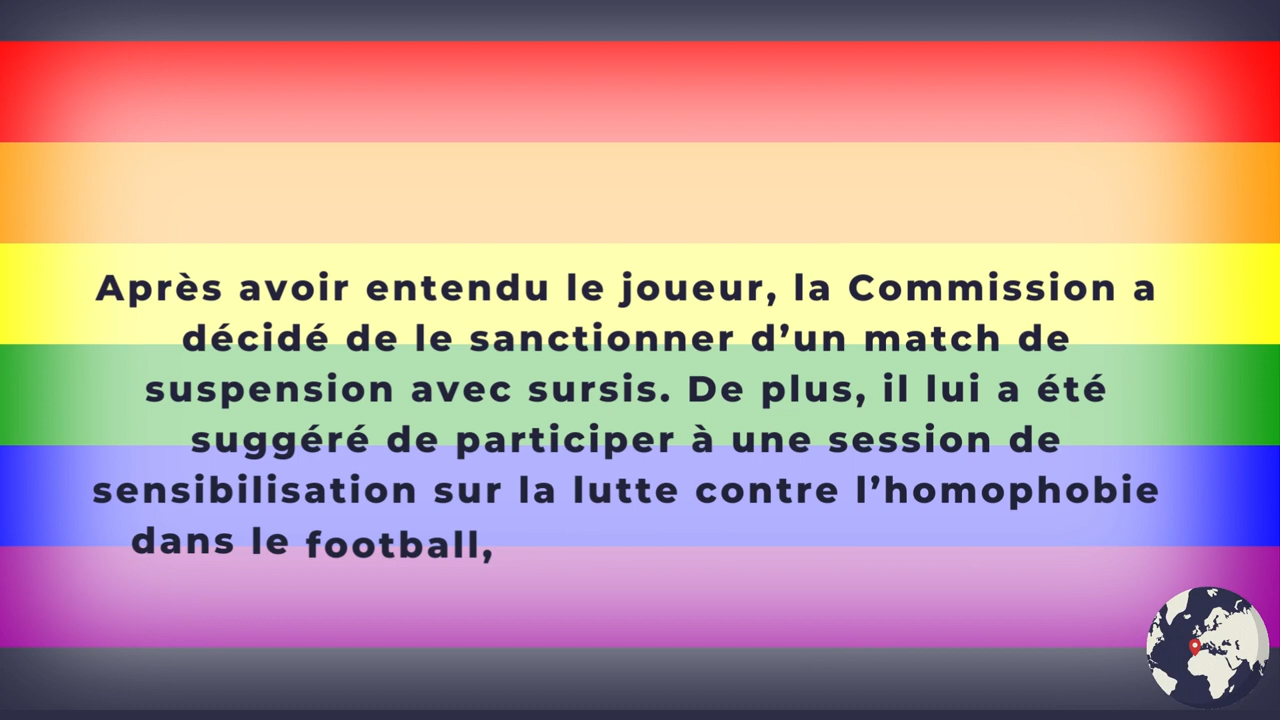 Après avoir entendu le joueur, la Commission a
décidé de le sanctionner d’un match de
suspension avec sursis. De plus, il lui a été
suggéré de participer à une session de
sensibilisation sur la lutte contre l’homophobie
dans le football,